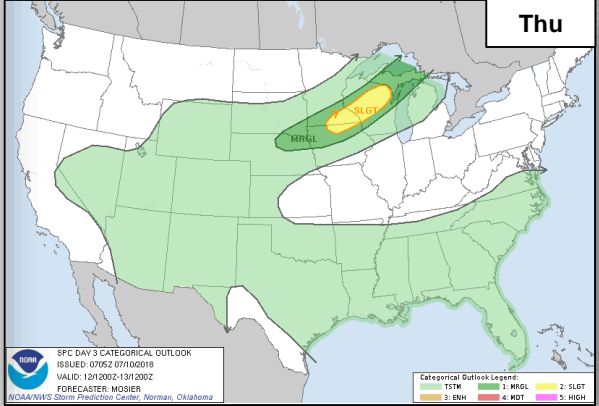 Thu
SLGT
MRGL
SPC DAY 3 CATEGORICAL OUTLOOK
ISSUED: 0705Z 07/10/2018
VALID: 12/1200Z-13/1200Z
FORECASTER: MOSIER
NOAA/NWS Storm Prediction Center, Norman, Oklahoma
NOAA
Categorical Outlook Legend:
TSTM 1: MRGL 2: SLGT
3: ENH 4: MDT 5: HIGH